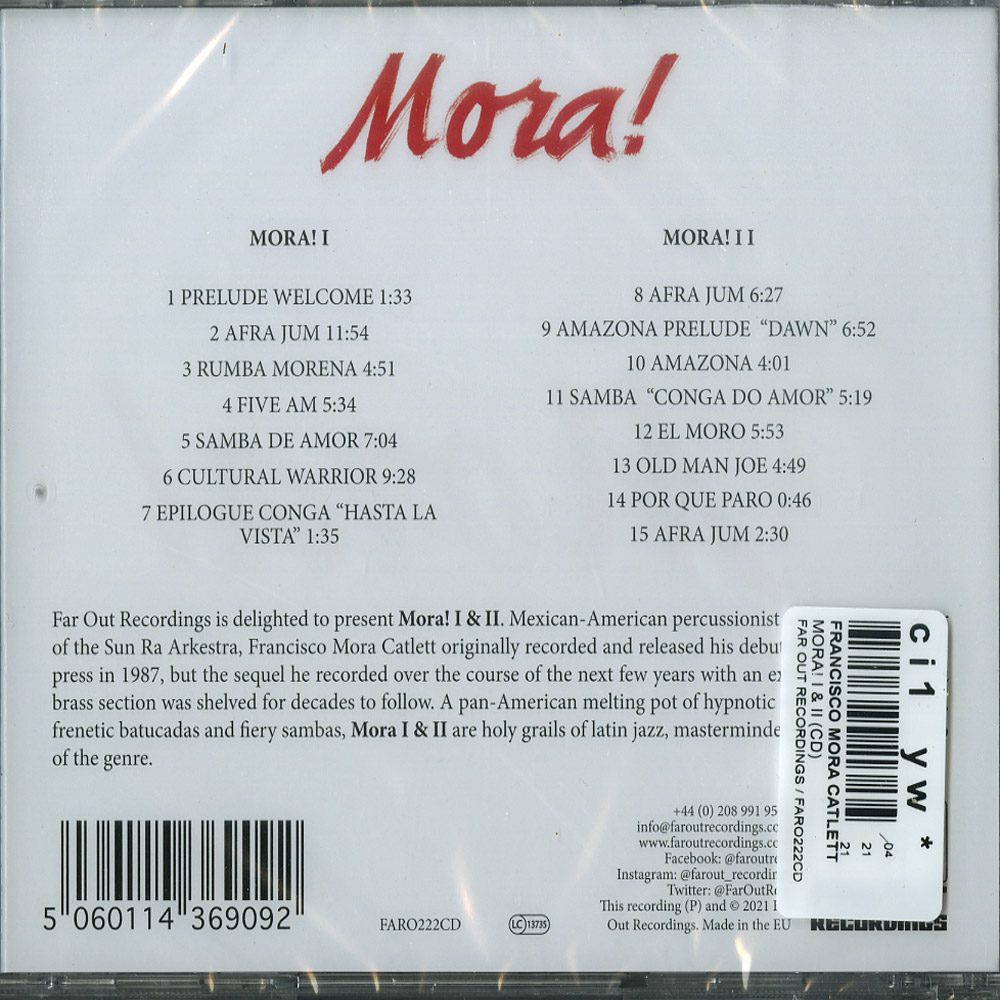 Mora!
MORA! I
1 PRELUDE WELCOME 1:33
2 AFRA JUM 11:54
3 RUMBA MORENA 4:51
4 FIVE AM 5:34
5 SAMBA DE AMOR 7:04
6 CULTURAL WARRIOR 9:28
7 EPILOGUE CONGA “HASTA LA
VISTA” 1:35
MORA! I I
8 AFRA JUM 6:27
9 AMAZONA PRELUDE “DAWN” 6:52
10 AMAZONA 4:01
11 SAMBA “CONGA DO AMOR” 5:19
12 EL MORO 5:53
13 OLD MAN JOE 4:49
14 POR QUE PARO 0:46
15 AFRA JUM 2:30
Far Out Recordings is delighted to present Mora! I & II. Mexican-American percussionist
of the Sun Ra Arkestra, Francisco Mora Catlett originally recorded and released his
press in 1987, but the sequel he recorded over the course of the next few years with an
brass section was shelved for decades to follow. A pan-American melting pot of hypnotic
frenetic batucadas and fiery sambas, Mora I & II are holy grails of latin jazz,
of the genre.
5 060114 369092
FARO222CD
LC 13735
+44 (0) 208 991
info@faroutrecordings.
www.faroutrecordings.
Facebook:
Instagram:
Twitter:
This recording (P) and © 2021
Out Recordings. Made in the EU
RECORDINGS
ci1 yw *
/04
21
21
FRANCISCO MORA CATLETT
MORA! I & II (CD)
FAR OUT RECORDINGS / FARO222CD